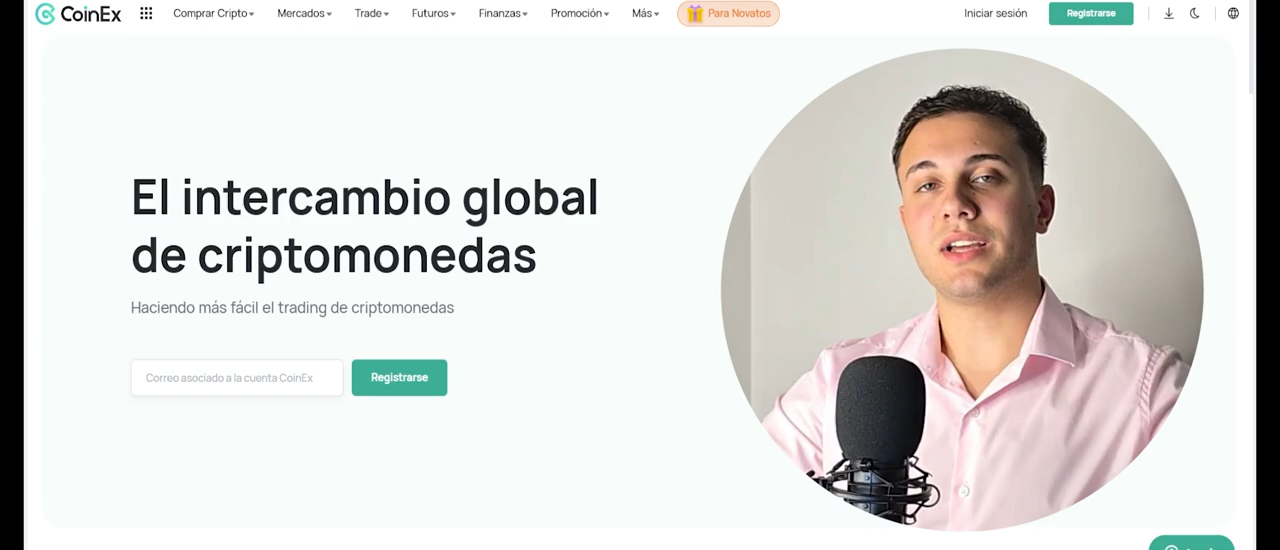 CoinEx
Comprar Cripto
Mercados
Trade
Futuros
Finanzas
Promoción
Más
Para Novatos
Iniciar sesión
Registrarse
El intercambio global
de criptomonedas
Haciendo más fácil el trading de criptomonedas
Correo asociado a la cuenta CoinEx
Registrarse